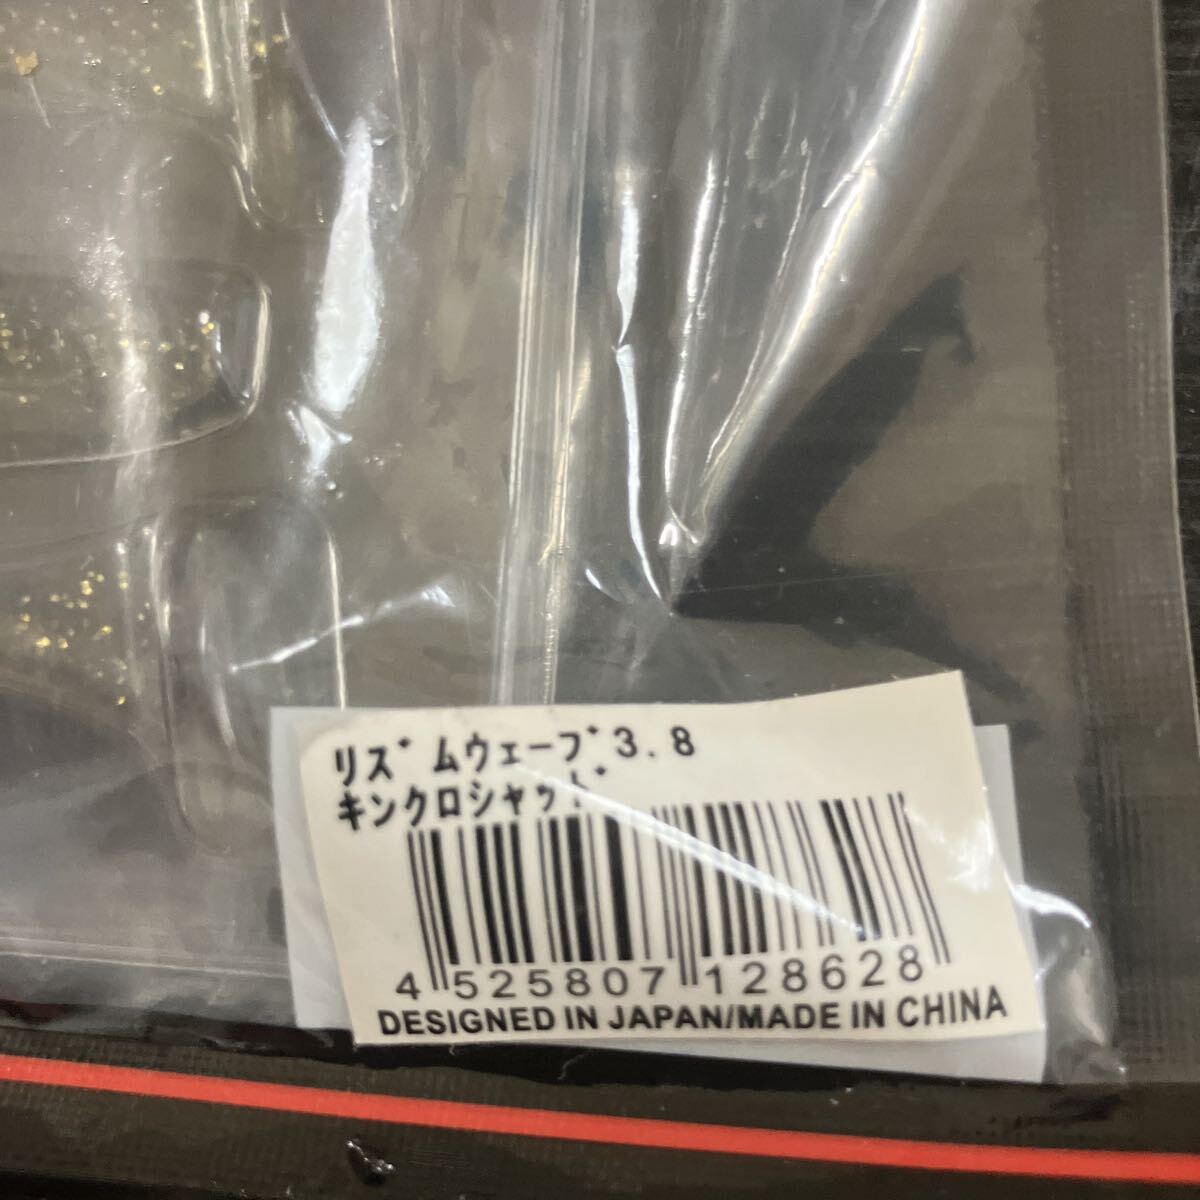 リズムウェーブ3.8
キンクロシャッド
4 525807 128628
DESIGNED IN JAPAN/MADE IN CHINA